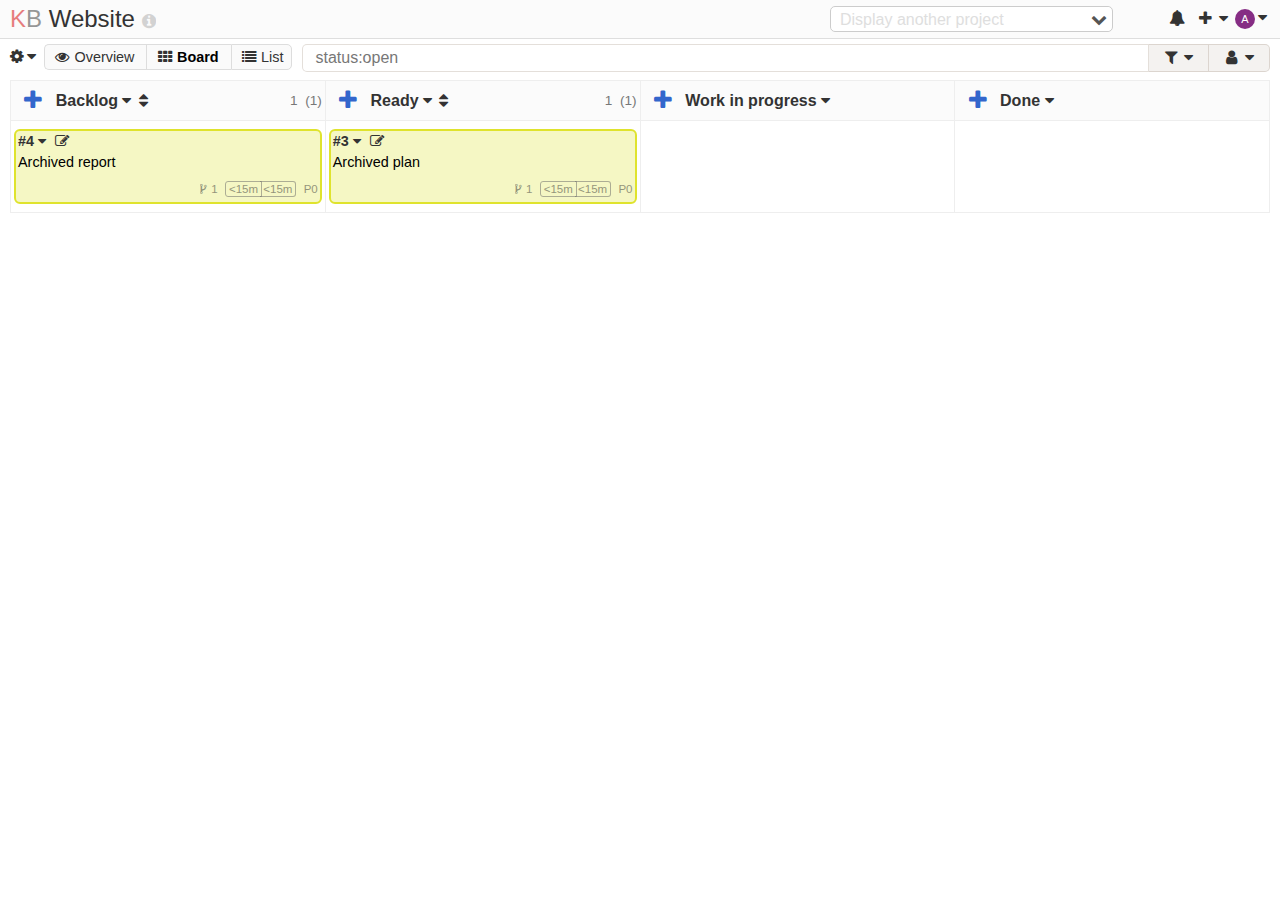 KB Website
Display another project
A
Overview
Board
List
status:open
Backlog
1 (1)
Ready
1 (1)
Work in progress
Done
#4
Archived report
1 <15m <15m P0
#3
Archived plan
1 <15m <15m P0